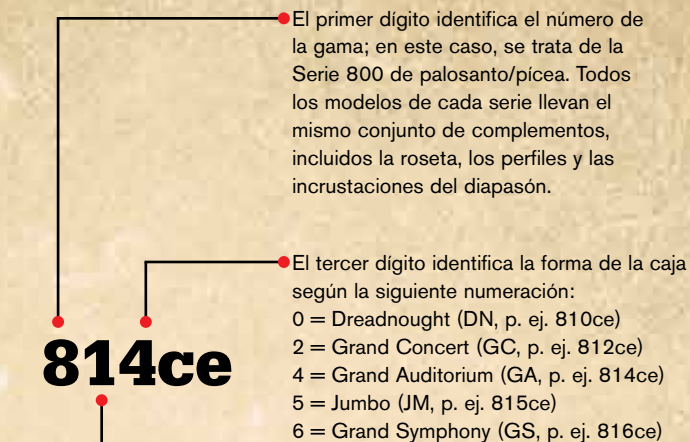 El primer dígito identifica el número de
la gama; en este caso, se trata de la
Serie 800 de palosanto/pícea. Todos
los modelos de cada serie llevan el
mismo conjunto de complementos,
incluidos la roseta, los perfiles y las
incrustaciones del diapasón.
El tercer dígito identifica la forma de la caja
según la siguiente numeración:
0 = Dreadnought (DN, p. ej. 810ce)
2 = Grand Concert (GC, p. ej. 812ce)
4 = Grand Auditorium (GA, p. ej. 814ce)
5 = Jumbo (JM, p. ej. 815ce)
6 = Grand Symphony (GS, p. ej. 816ce)
814ce